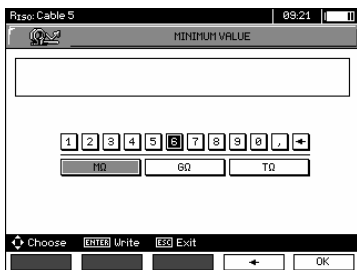 RISO: Cable 5 09:21
MINIMUM VALUE
1 2 3 4 5 6 7 8 9 0 , ←
MΩ GΩ TΩ
Choose ENTER Write ESC Exit
← OK